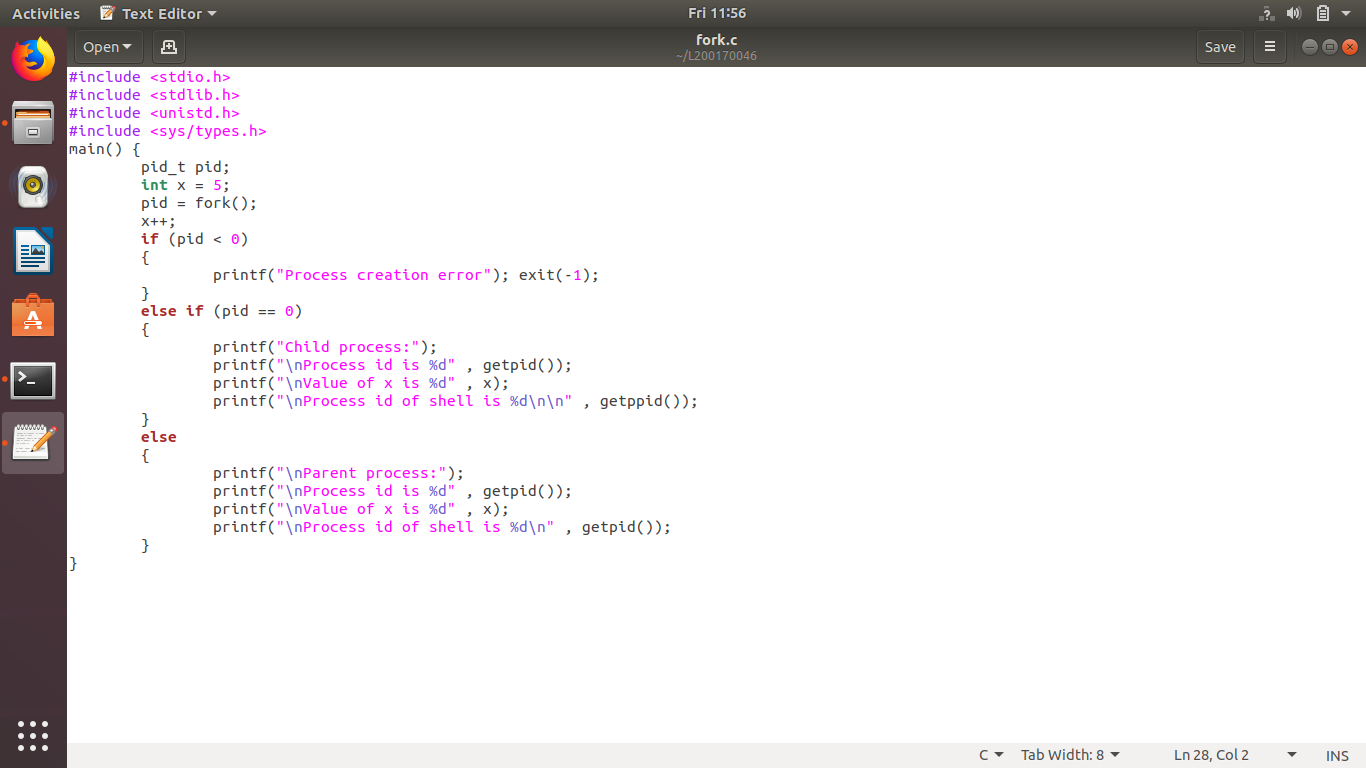 Activities Text Editor Fri 11:56
Open fork.c Save
~/L200170046
#include <stdio.h>
#include <stdlib.h>
#include <unistd.h>
#include <sys/types.h>
main() {
        pid_t pid;
        int x = 5;
        pid = fork();
        x++;
        if (pid < 0)
        {
                printf("Process creation error"); exit(-1);
        }
        else if (pid == 0)
        {
                printf("Child process:");
                printf("\nProcess id is %d" , getpid());
                printf("\nValue of x is %d" , x);
                printf("\nProcess id of shell is %d\n\n" , getppid());
        }
        else
        {
                printf("\nParent process:");
                printf("\nProcess id is %d" , getpid());
                printf("\nValue of x is %d" , x);
                printf("\nProcess id of shell is %d\n" , getpid());
        }
}
C Tab Width: 8 Ln 28, Col 2 INS